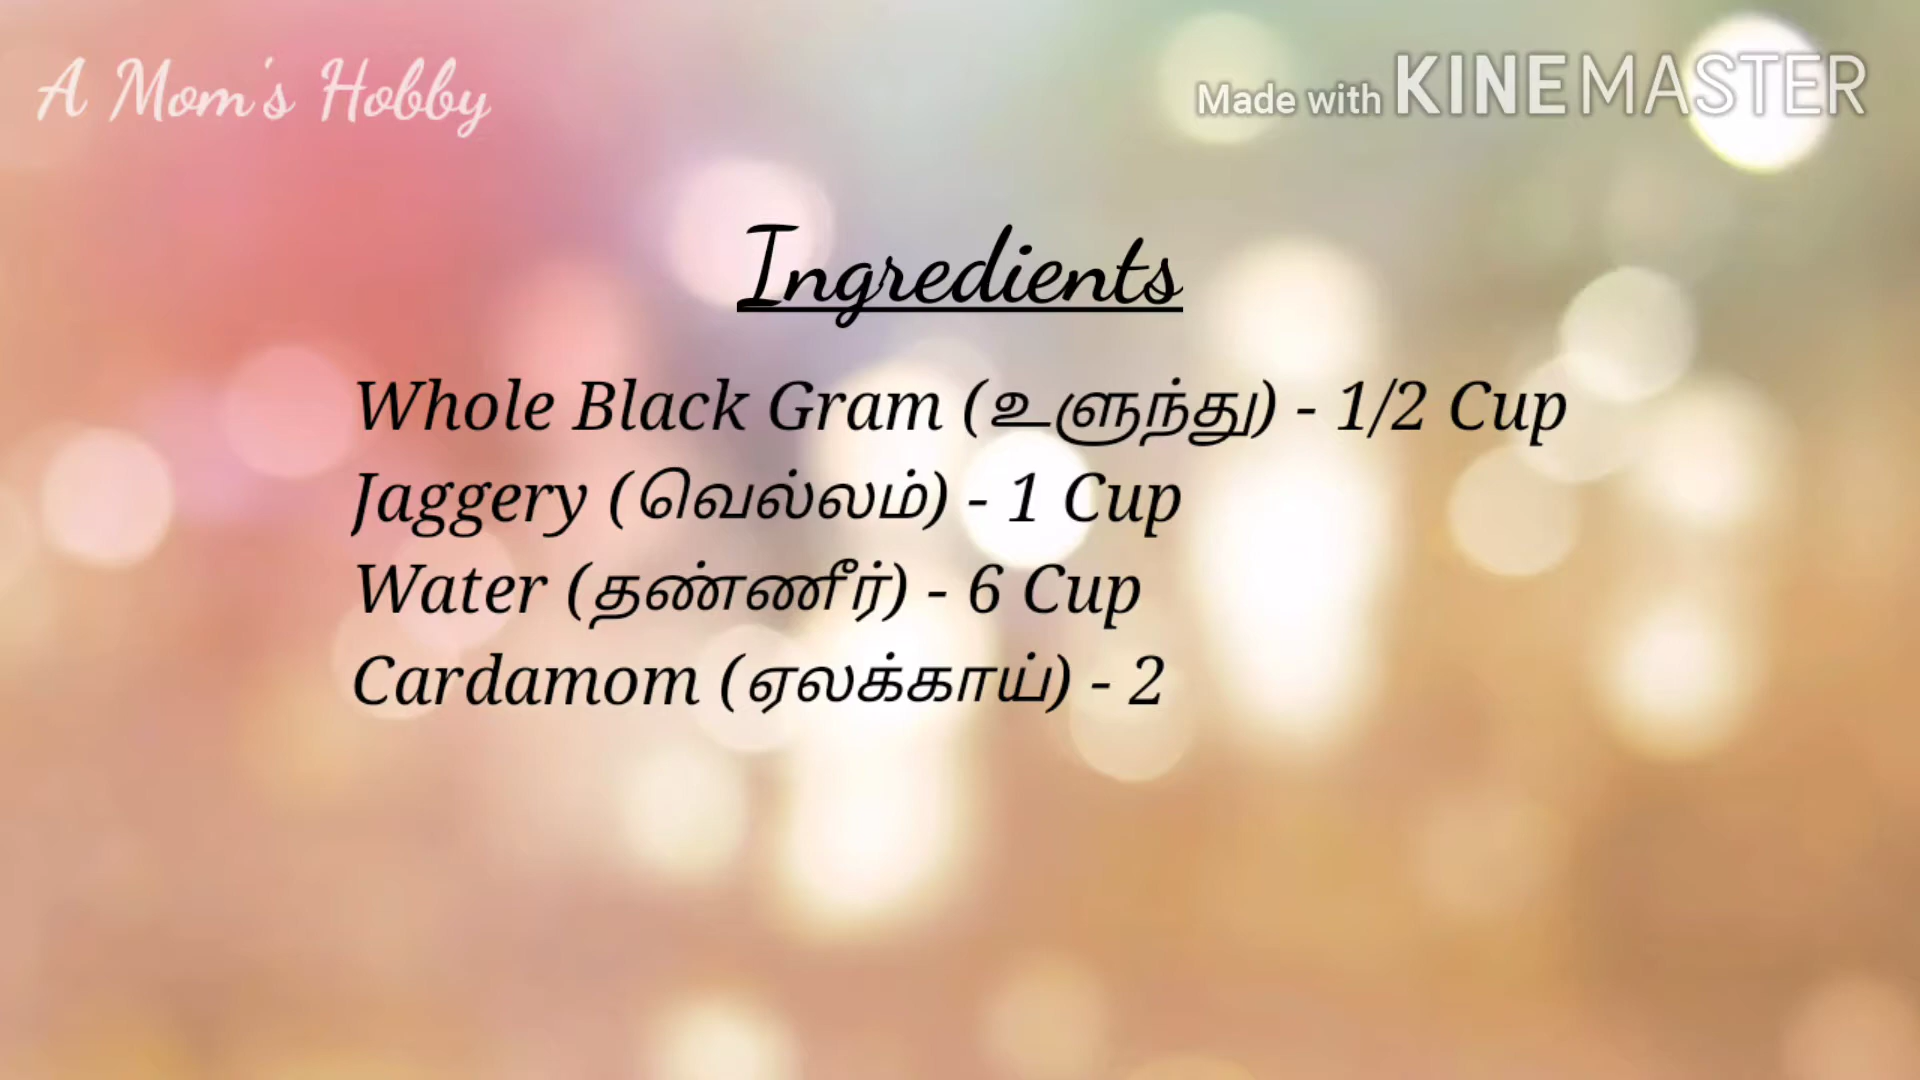 A Mom's Hobby
Made with KINEMASTER
Ingredients
Whole Black Gram (உளுந்து) - 1/2 Cup
Jaggery (வெல்லம்) - 1 Cup
Water (தண்ணீர்) - 6 Cup
Cardamom (ஏலக்காய்) - 2